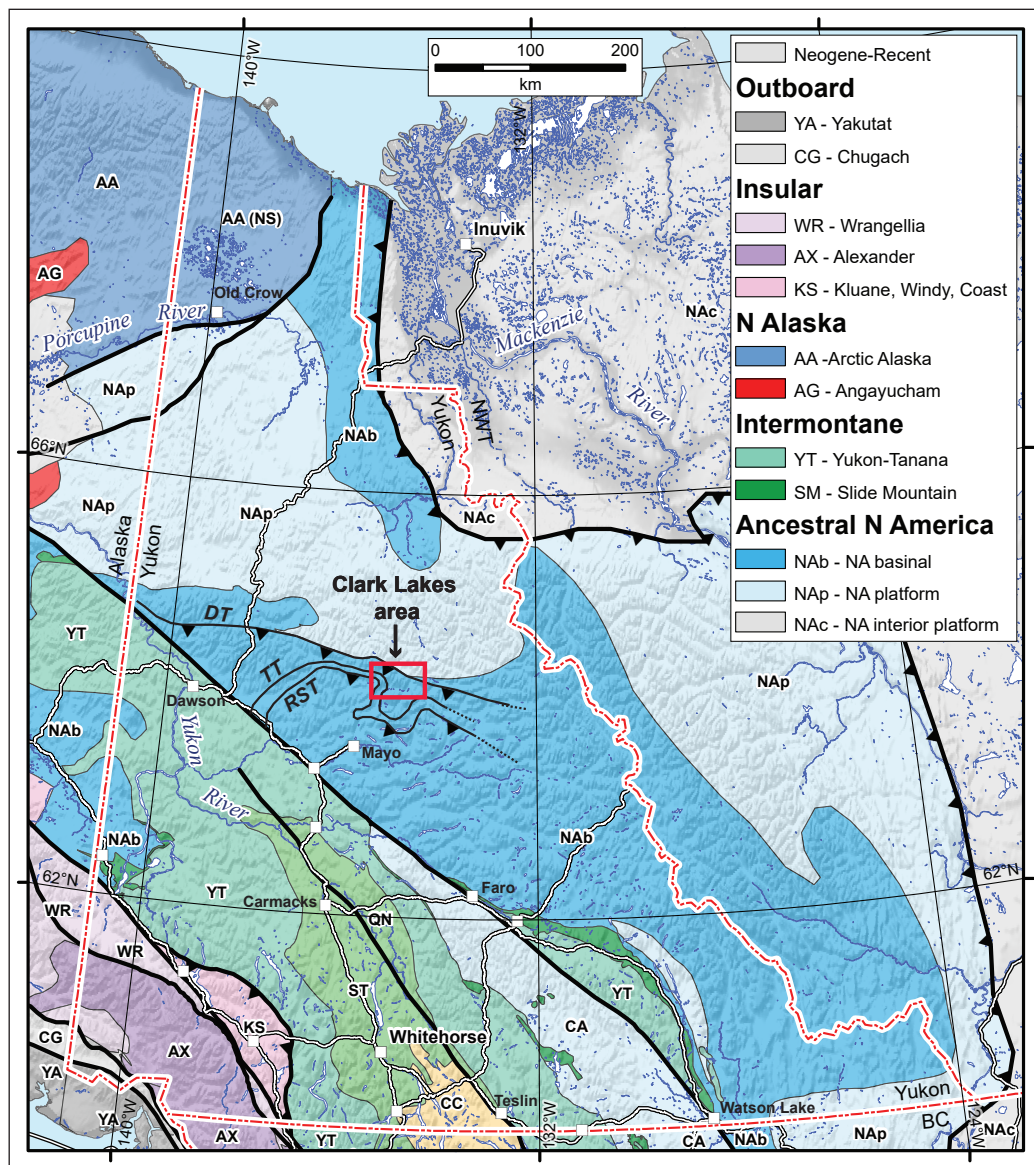 140°W
0 100 200
km
132°W
Neogene-Recent
Outboard
YA - Yakutat
CG - Chugach
Insular
WR - Wrangellia
AX - Alexander
KS - Kluane, Windy, Coast
N Alaska
AA -Arctic Alaska
AG - Angayucham
Intermontane
YT - Yukon-Tanana
SM - Slide Mountain
Ancestral N America
NAb - NA basinal
NAp - NA platform
NAc - NA interior platform
AA
AA (NS)
Inuvik
AG
Old Crow
Porcupine River
Mackenzie River
NAc
NAp
Yukon
NWT
66°N
NAb
NAp
NAp
NAc
Alaska
Yukon
Clark Lakes
area
DT
YT
TT
RST
NAp
Dawson
Yukon River
Mayo
NAb
NAb
NAb
62°N
62°N
YT
Faro
Carmacks
QN
WR
WR
ST
YT
CA
KS
Whitehorse
CG
AX
YA
CC
Teslin
Watson Lake
Yukon
BC
YA
140°W
AX
YT
132°W
CA
NAb
NAp
124°W
NAc